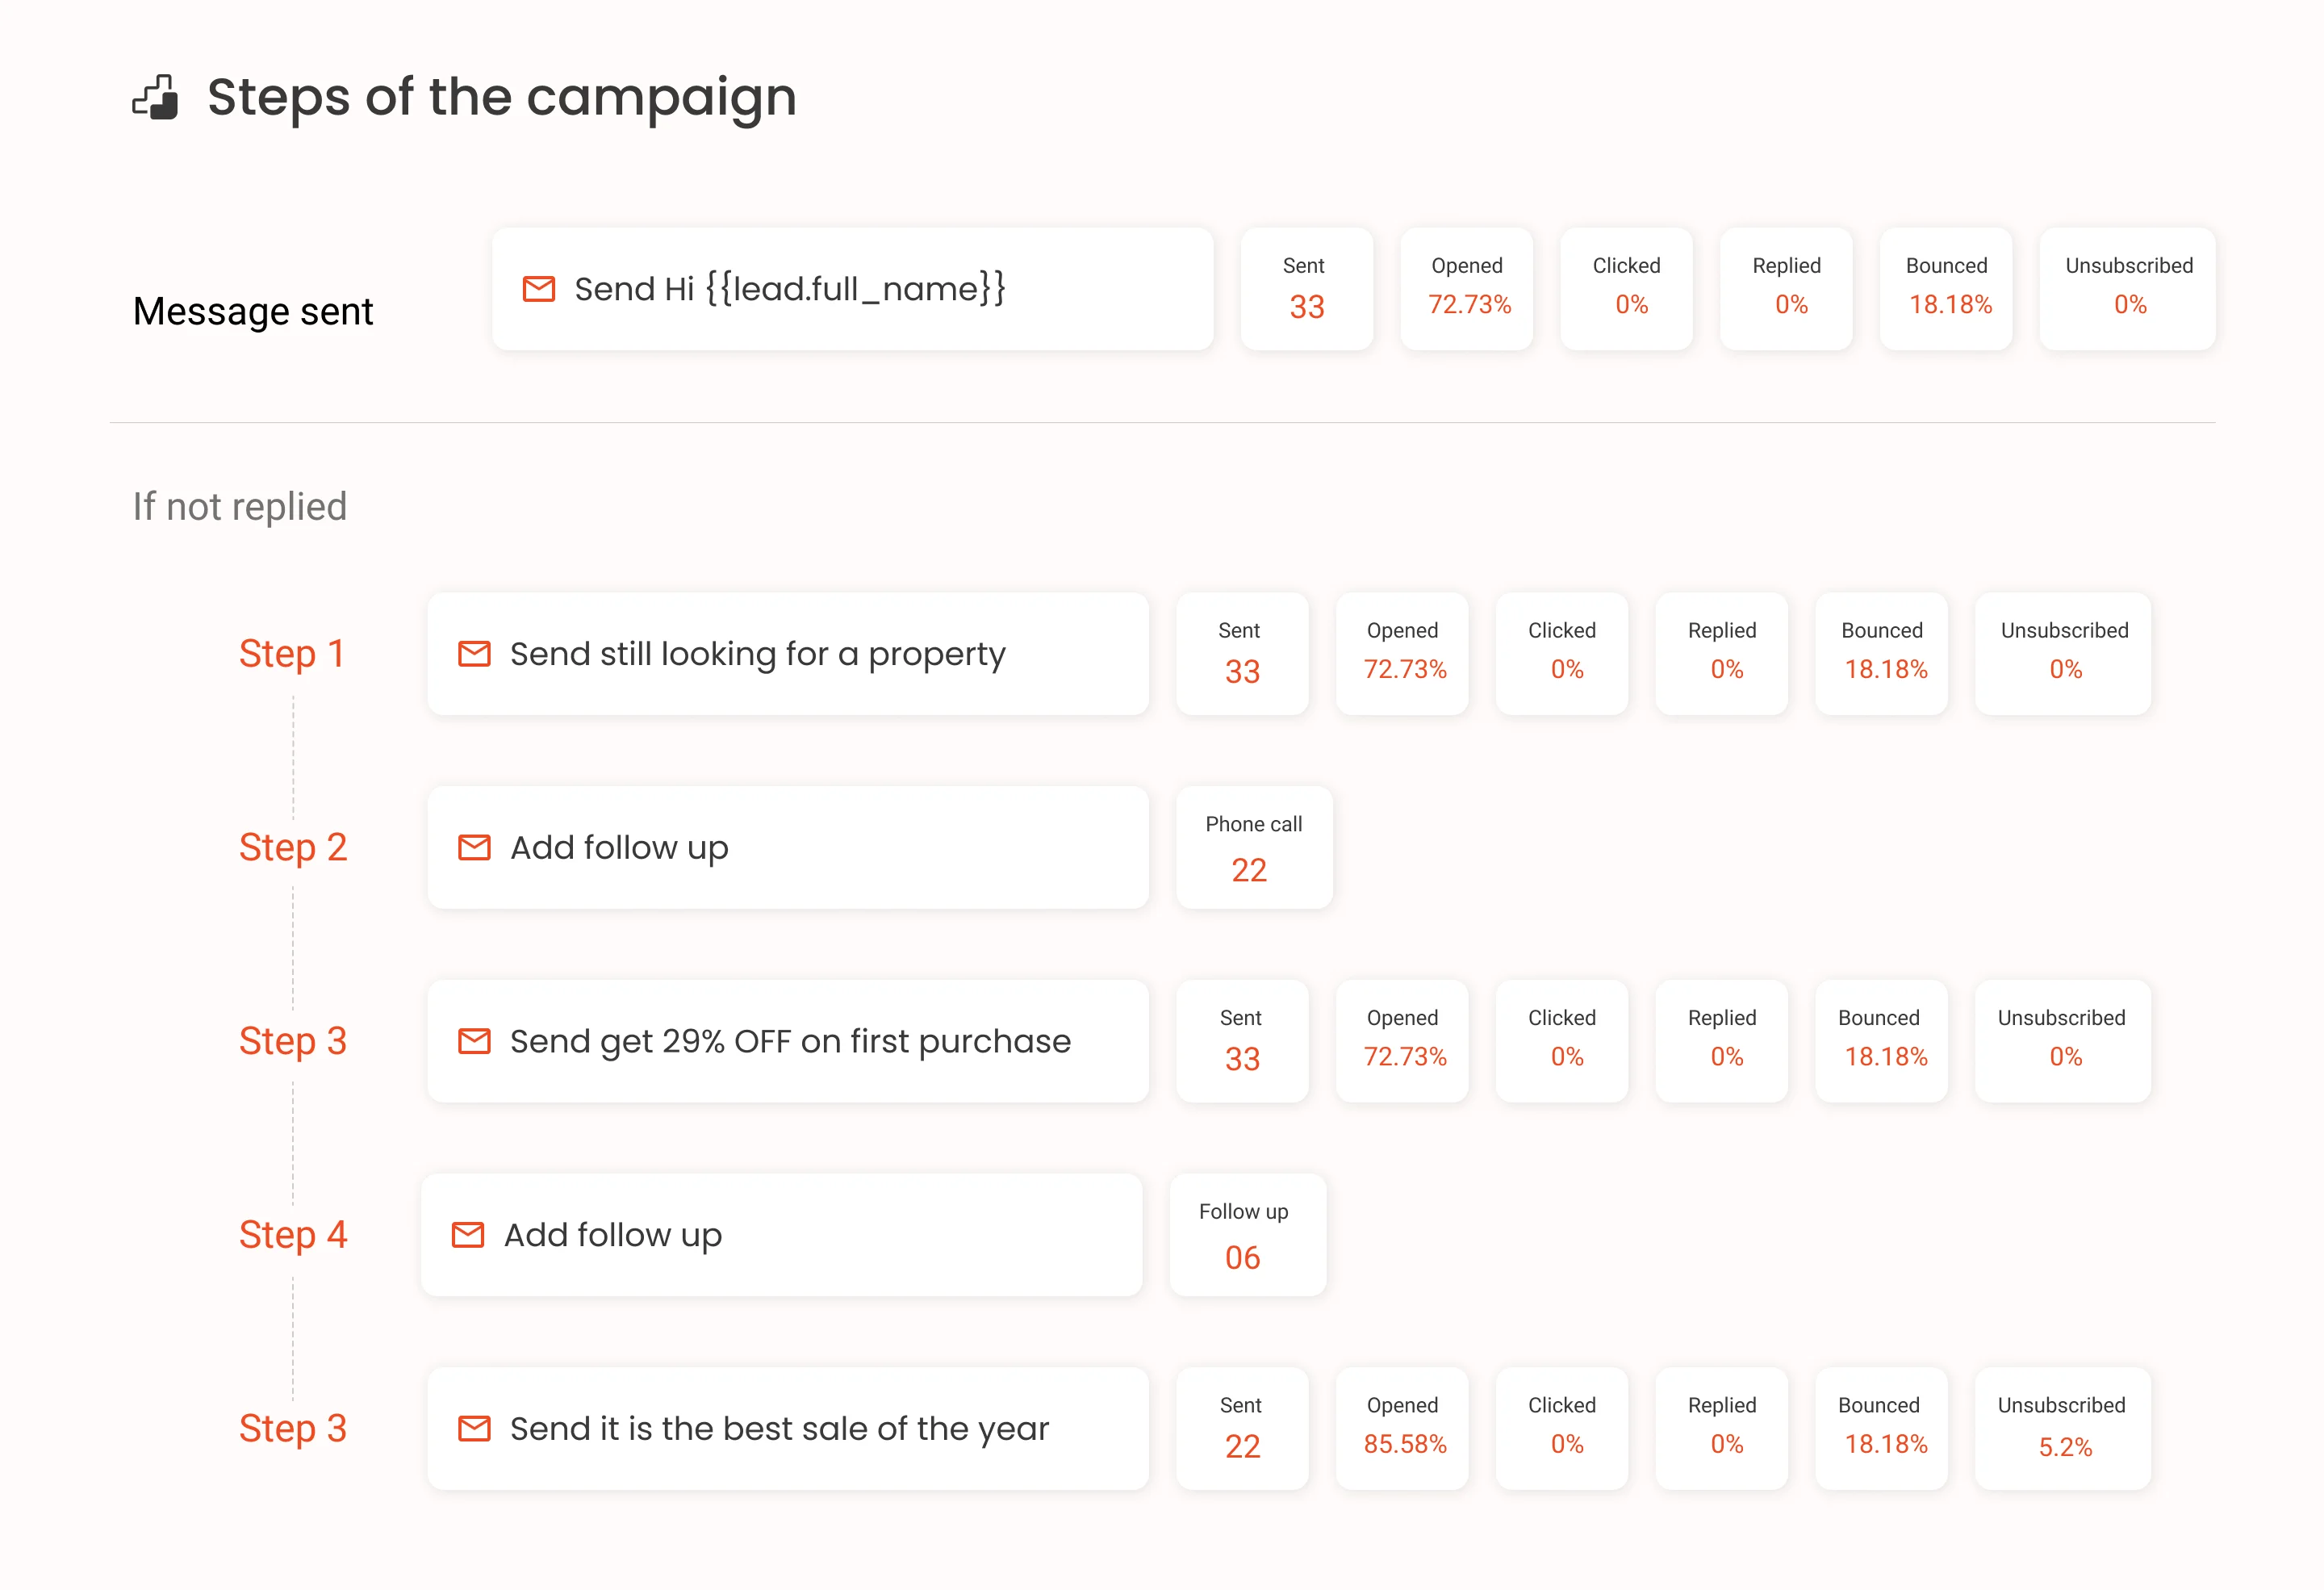 Steps of the campaign
Message sent
Send Hi {{lead.full_name}}
Sent
33
Opened
72.73%
Clicked
0%
Replied
0%
Bounced
18.18%
Unsubscribed
0%
If not replied
Step 1
Send still looking for a property
Sent
33
Opened
72.73%
Clicked
0%
Replied
0%
Bounced
18.18%
Unsubscribed
0%
Step 2
Add follow up
Phone call
22
Step 3
Send get 29% OFF on first purchase
Sent
33
Opened
72.73%
Clicked
0%
Replied
0%
Bounced
18.18%
Unsubscribed
0%
Step 4
Add follow up
Follow up
06
Step 3
Send it is the best sale of the year
Sent
22
Opened
85.58%
Clicked
0%
Replied
0%
Bounced
18.18%
Unsubscribed
5.2%